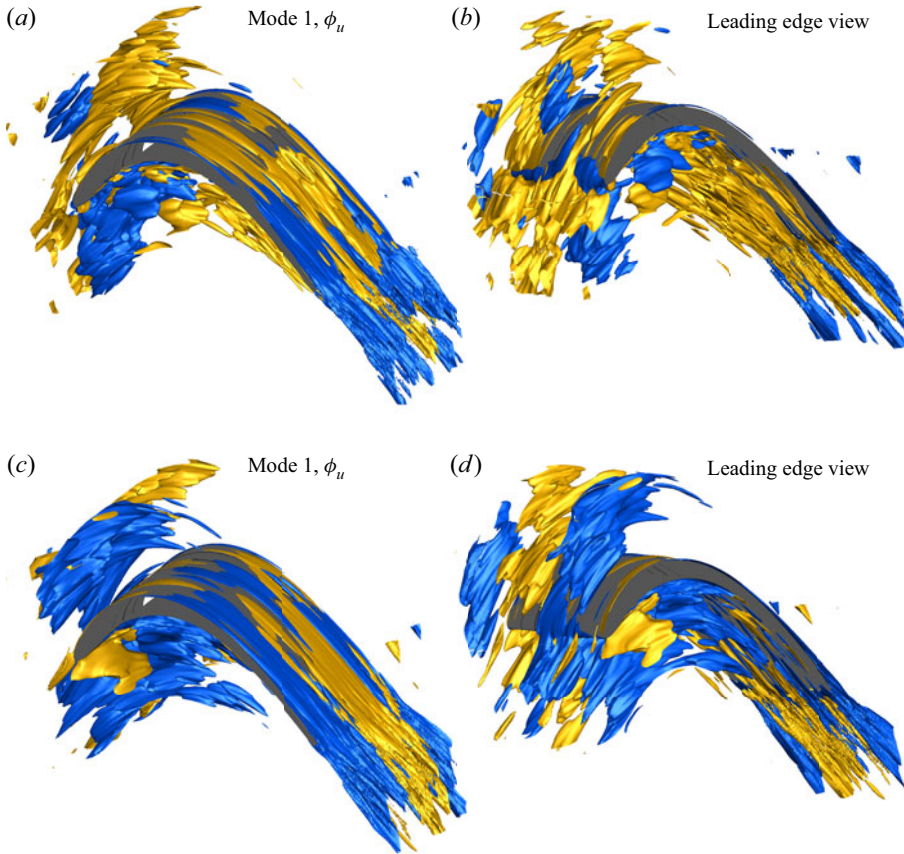 (a) Mode 1, ϕu
(b) Leading edge view
(c) Mode 1, ϕu
(d) Leading edge view